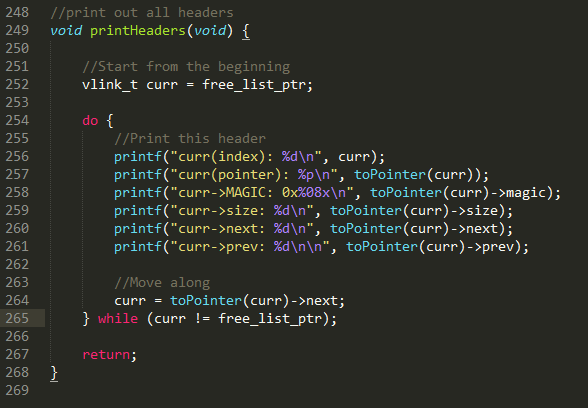 248 //print out all headers
249 void printHeaders(void) {
250
251     //Start from the beginning
252     vlink_t curr = free_list_ptr;
253
254     do {
255         //Print this header
256         printf("curr(index): %d\n", curr);
257         printf("curr(pointer): %p\n", toPointer(curr));
258         printf("curr->MAGIC: 0x%08x\n", toPointer(curr)->magic);
259         printf("curr->size: %d\n", toPointer(curr)->size);
260         printf("curr->next: %d\n", toPointer(curr)->next);
261         printf("curr->prev: %d\n\n", toPointer(curr)->prev);
262
263         //Move along
264         curr = toPointer(curr)->next;
265     } while (curr != free_list_ptr);
266
267     return;
268 }
269